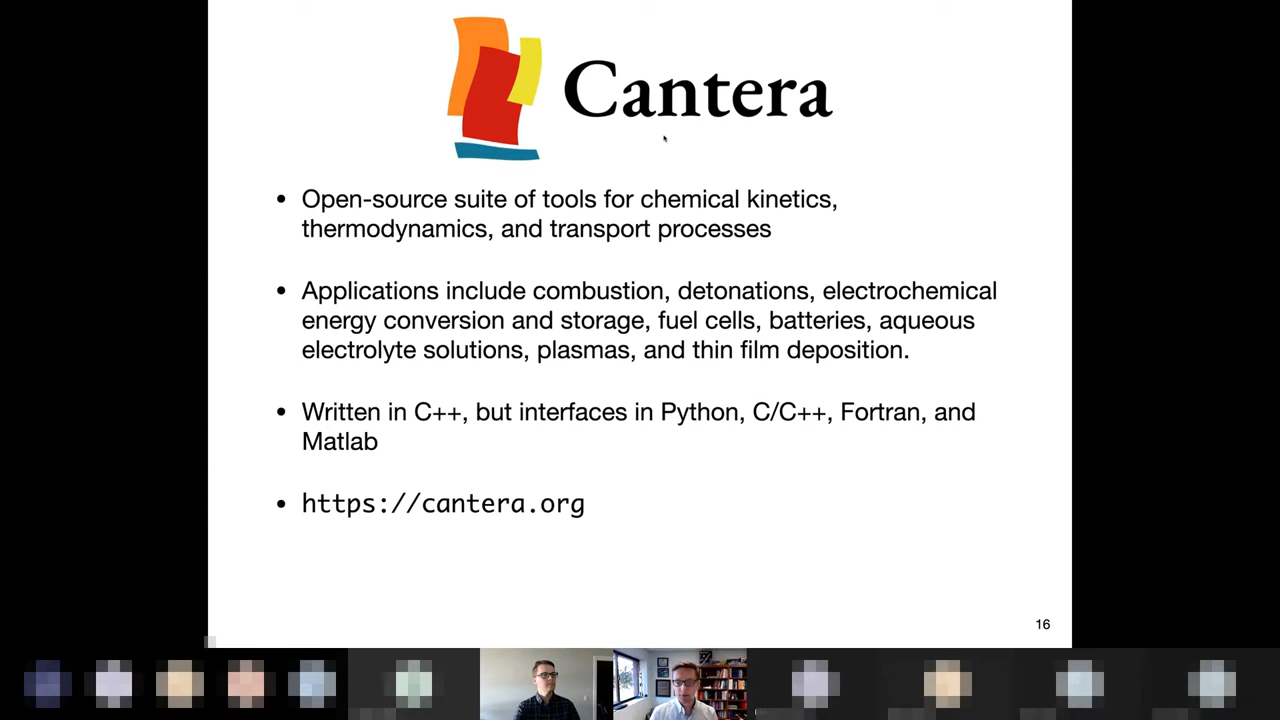 Cantera
• Open-source suite of tools for chemical kinetics,
thermodynamics, and transport processes
• Applications include combustion, detonations, electrochemical
energy conversion and storage, fuel cells, batteries, aqueous
electrolyte solutions, plasmas, and thin film deposition.
• Written in C++, but interfaces in Python, C/C++, Fortran, and
Matlab
• https://cantera.org
16